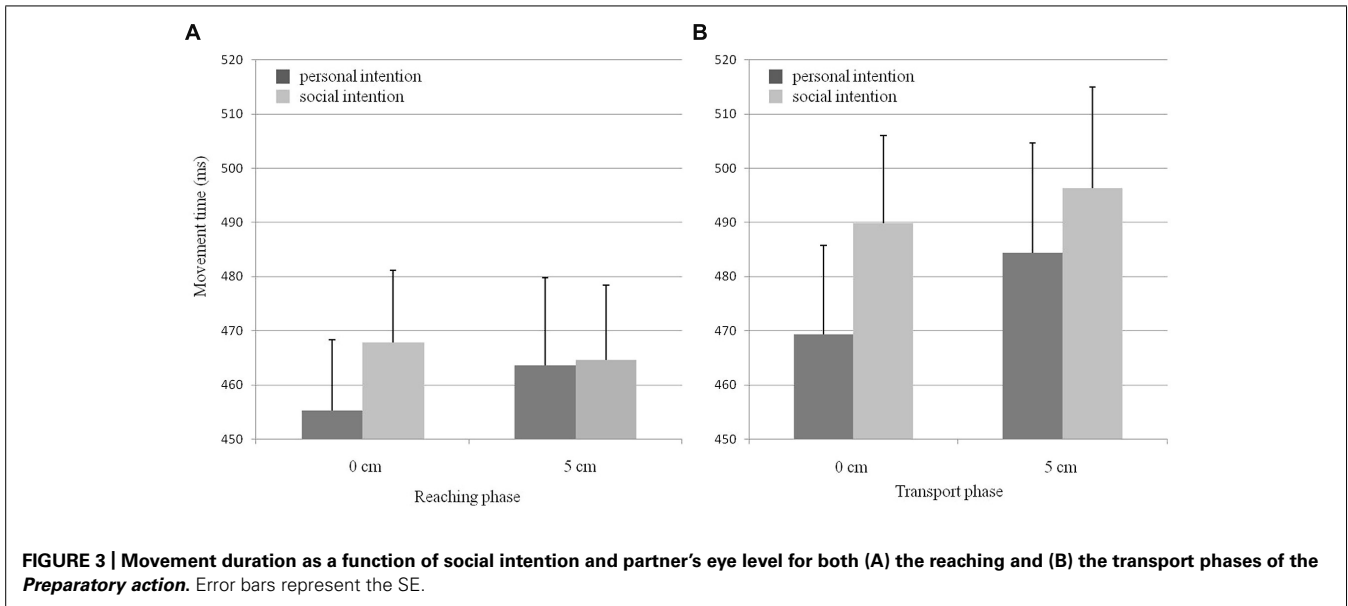 A
520
510
500
490
480
470
460
450
Movement time (ms)
personal intention
social intention
0 cm
5 cm
Reaching phase
B
520
510
500
490
480
470
460
450
personal intention
social intention
0 cm
5 cm
Transport phase
FIGURE 3 | Movement duration as a function of social intention and partner's eye level for both (A) the reaching and (B) the transport phases of the
Preparatory action. Error bars represent the SE.